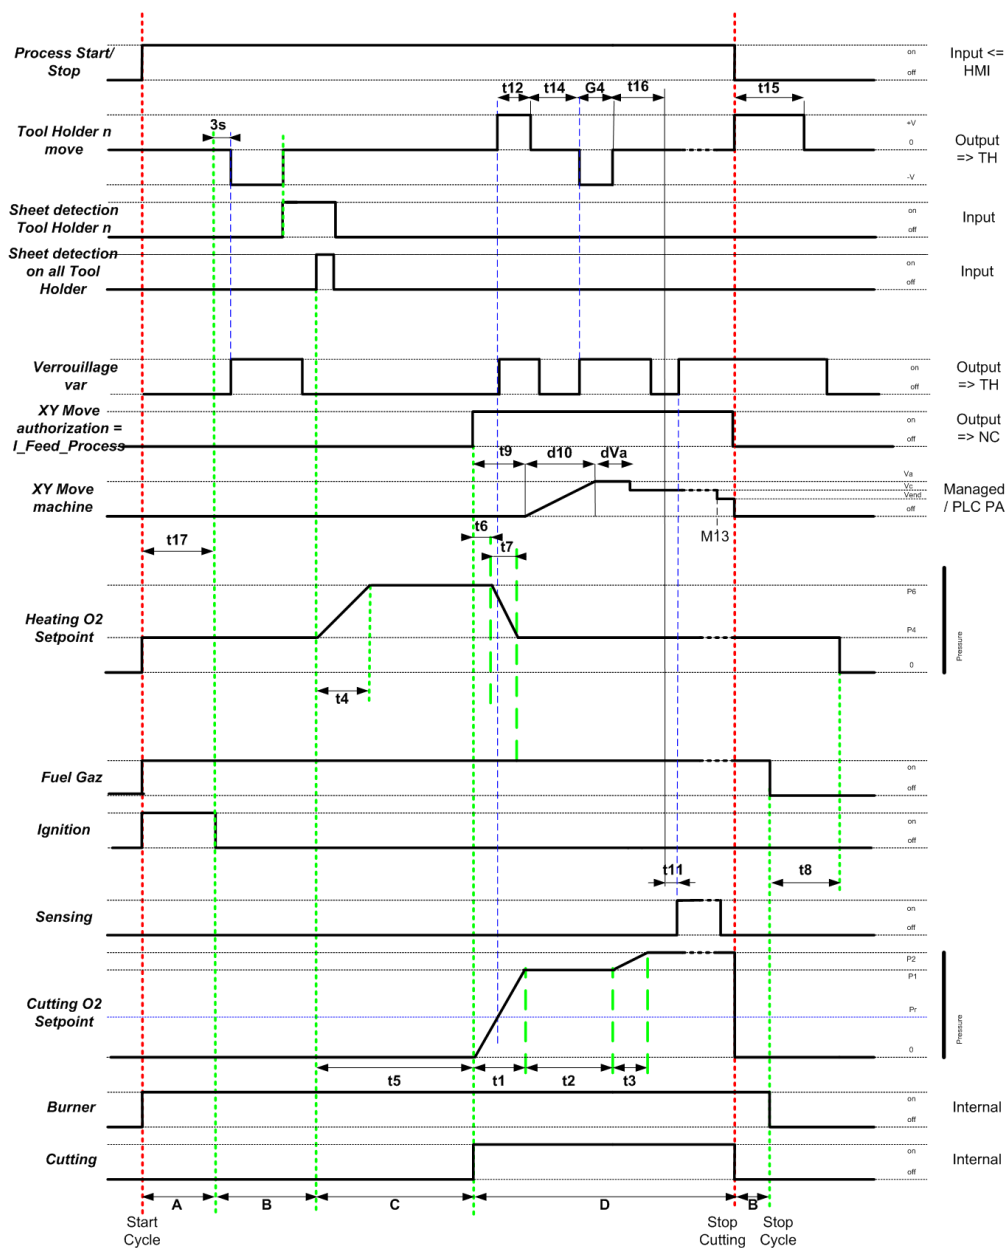 Process Start/
Stop
on
off
Input <=
HMI
t12
t14
G4
t16
t15
3s
Tool Holder n
move
+V
0
-V
Output
=> TH
Sheet detection
Tool Holder n
on
off
Input
Sheet detection
on all Tool
Holder
on
off
Input
Verrouillage
var
on
off
Output
=> TH
XY Move
authorization =
I_Feed_Process
on
off
Output
=> NC
t9
d10
dVa
XY Move
machine
Va
Vc
Vend
off
Managed
/ PLC PA
M13
t6
t7
t17
Heating O2
Setpoint
P6
P4
0
Pressure
t4
Fuel Gaz
on
off
Ignition
on
off
t11
t8
Sensing
on
off
Cutting O2
Setpoint
P2
P1
Pr
0
Pressure
t5
t1
t2
t3
Burner
on
off
Internal
Cutting
on
off
Internal
A
B
C
D
B
Start
Cycle
Stop
Cutting
Stop
Cycle